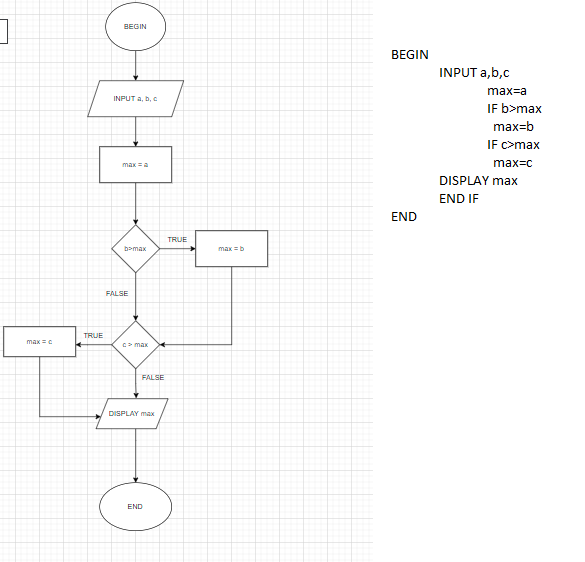 BEGIN
INPUT a, b, c
max = a
b>max
TRUE
max = b
FALSE
c > max
TRUE
max = c
FALSE
DISPLAY max
END
BEGIN
INPUT a,b,c
max=a
IF b>max
max=b
IF c>max
max=c
DISPLAY max
END IF
END